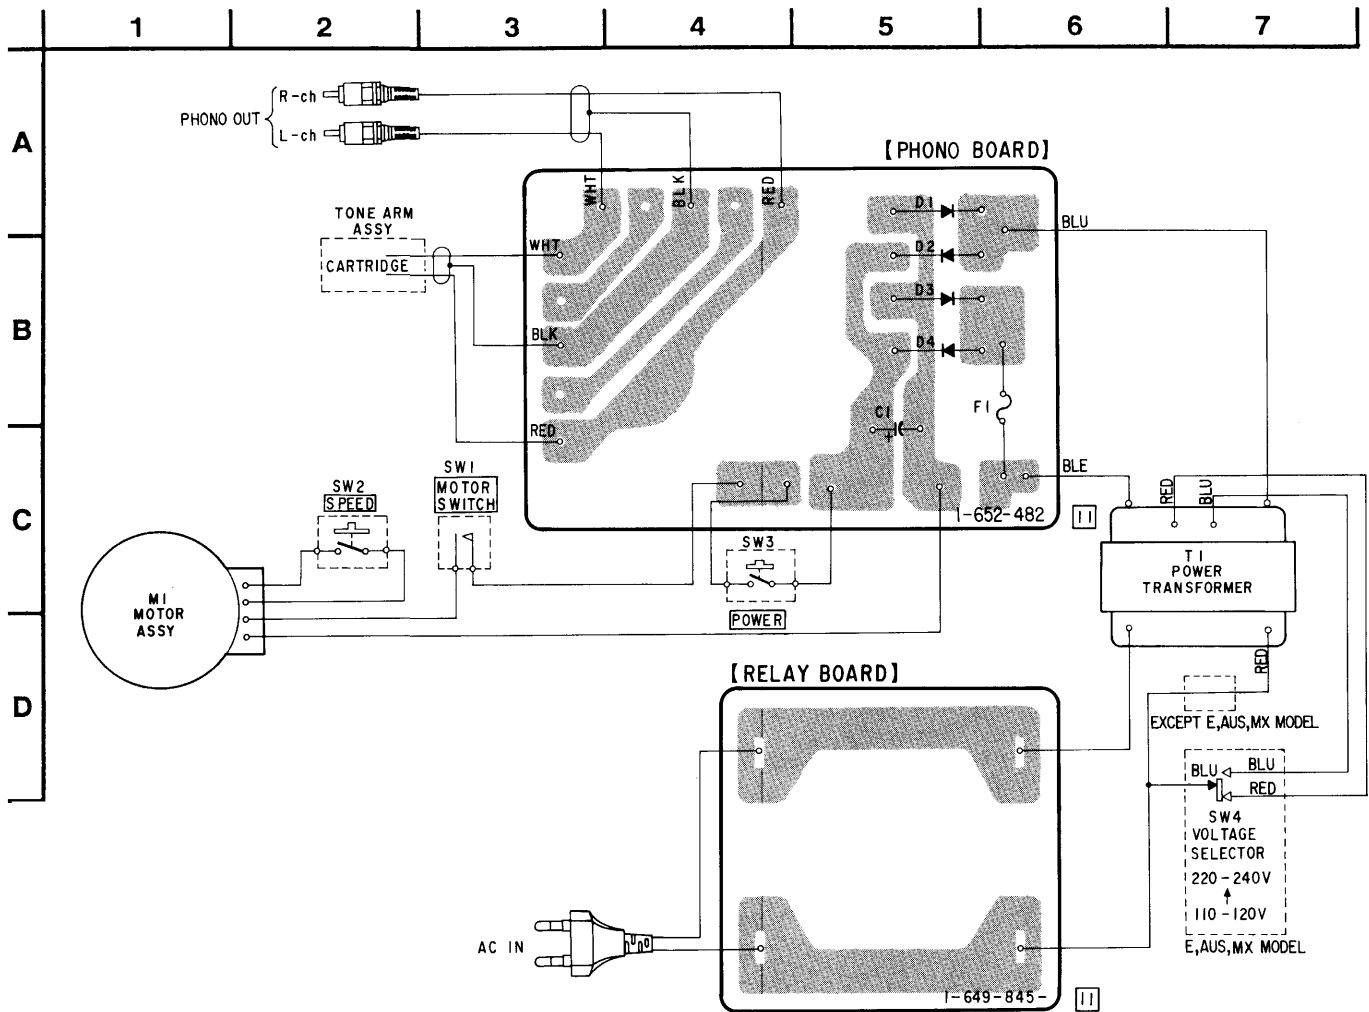 1 2 3 4 5 6 7
A
B
C
D
PHONO OUT
R-ch
L-ch
[PHONO BOARD]
WHT
BLK
RED
TONE ARM
ASSY
CARTRIDGE
WHT
BLK
RED
D1
D2
D3
D4
C1
+
F1
BLU
BLE
1-652-482
11
SW2
SPEED
SW1
MOTOR
SWITCH
SW3
POWER
M1
MOTOR
ASSY
RED
BLU
T1
POWER
TRANSFORMER
RED
[RELAY BOARD]
EXCEPT E,AUS,MX MODEL
BLU
BLU
RED
SW4
VOLTAGE
SELECTOR
220-240V
110-120V
E,AUS,MX MODEL
AC IN
1-649-845-
11